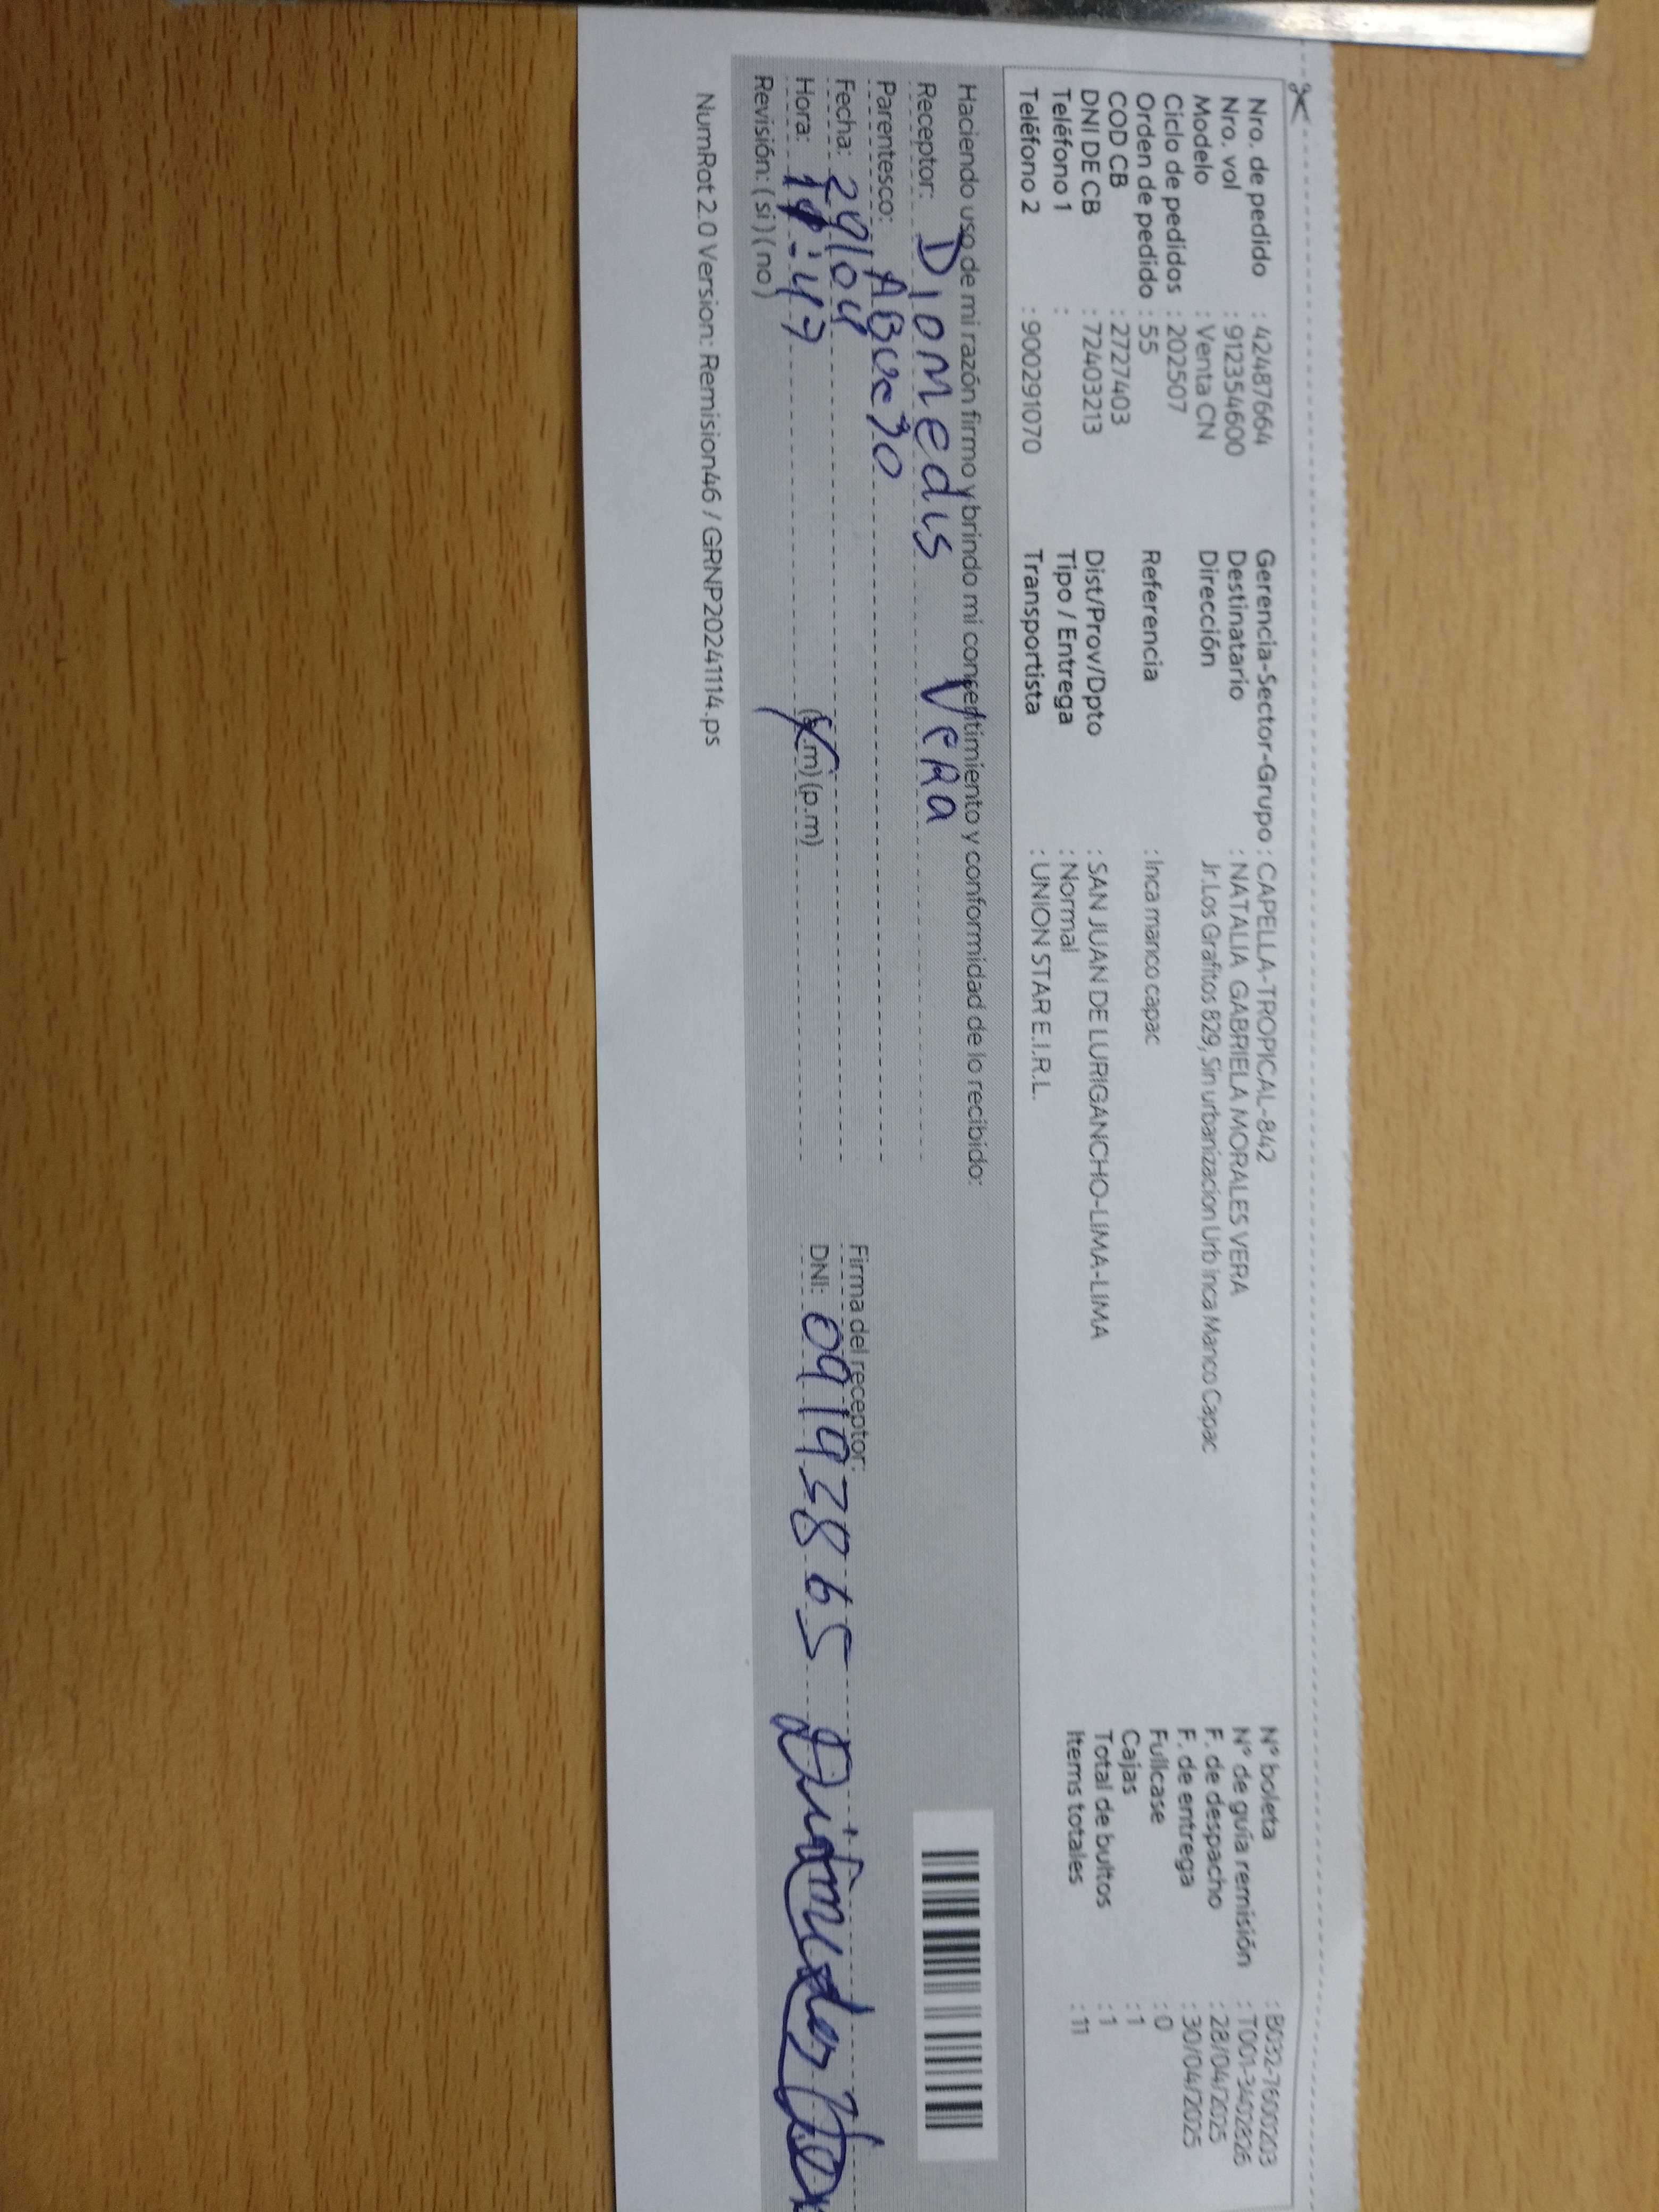 Nro. de pedido : 42487664
Nro. vol : 912354600
Modelo : Venta CN
Ciclo de pedidos : 202507
Orden de pedido : 55
COD CB : 2727403
DNI DE CB : 72403213
Teléfono 1 :
Teléfono 2 : 900291070
Gerencia-Sector-Grupo : CAPELLA-TROPICAL-842
Destinatario : NATALIA GABRIELA MORALES VERA
Dirección Jr.Los Grafitos 829, Sin urbanizacion Urb inca Manco Capac
Referencia : Inca manco capac
Dist/Prov/Dpto : SAN JUAN DE LURIGANCHO-LIMA-LIMA
Tipo / Entrega : Normal
Transportista : UNION STAR E.I.R.L.
N° boleta : B032-7600203
N° de guía remisión : T001-3402826
F. de despacho : 28/04/2025
F. de entrega : 30/04/2025
Fullcase : 0
Cajas : 1
Total de bultos : 1
Items totales : 11
Haciendo uso de mi razón firmo y brindo mi consentimiento y conformidad de lo recibido:
Receptor: Diomedis Vera
Parentesco: Abuelo
Fecha: 29/04
Hora: 11:47 (a.m) (p.m)
Revisión: ( si ) ( no )
Firma del receptor:
DNI: 09193865
NumRot 2.0 Version: Remision46 / GRNP20241114.ps